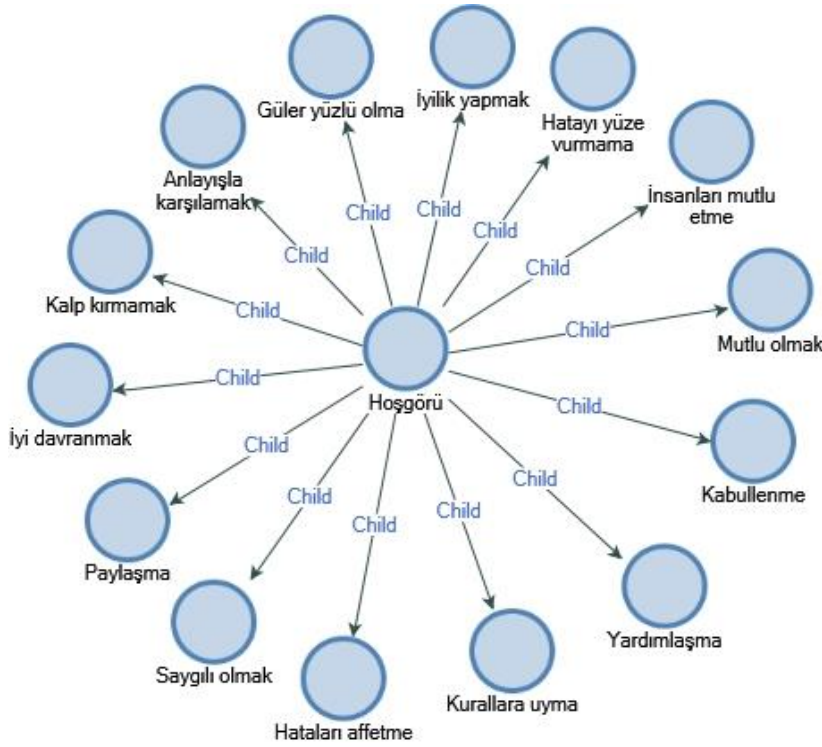 İyilik yapmak
Güler yüzlü olma
Hatayı yüze
vurmama
Anlayışla
karşılamak
İnsanları mutlu
etme
Child
Child
Child
Child
Child
Kalp kırmamak
Child
Child
Mutlu olmak
Child
Hoşgörü
Child
İyi davranmak
Child
Kabullenme
Child
Child
Child
Child
Paylaşma
Yardımlaşma
Saygılı olmak
Kurallara uyma
Hataları affetme